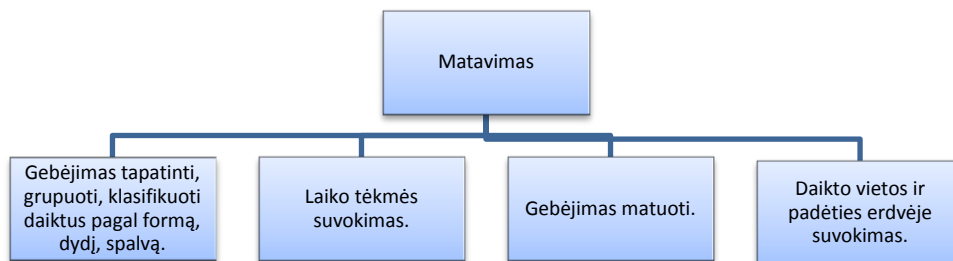 Matavimas
Gebėjimas tapatinti,
grupuoti, klasifikuoti
daiktus pagal formą,
dydį, spalvą.
Laiko tėkmės
suvokimas.
Gebėjimas matuoti.
Daikto vietos ir
padėties erdvėje
suvokimas.